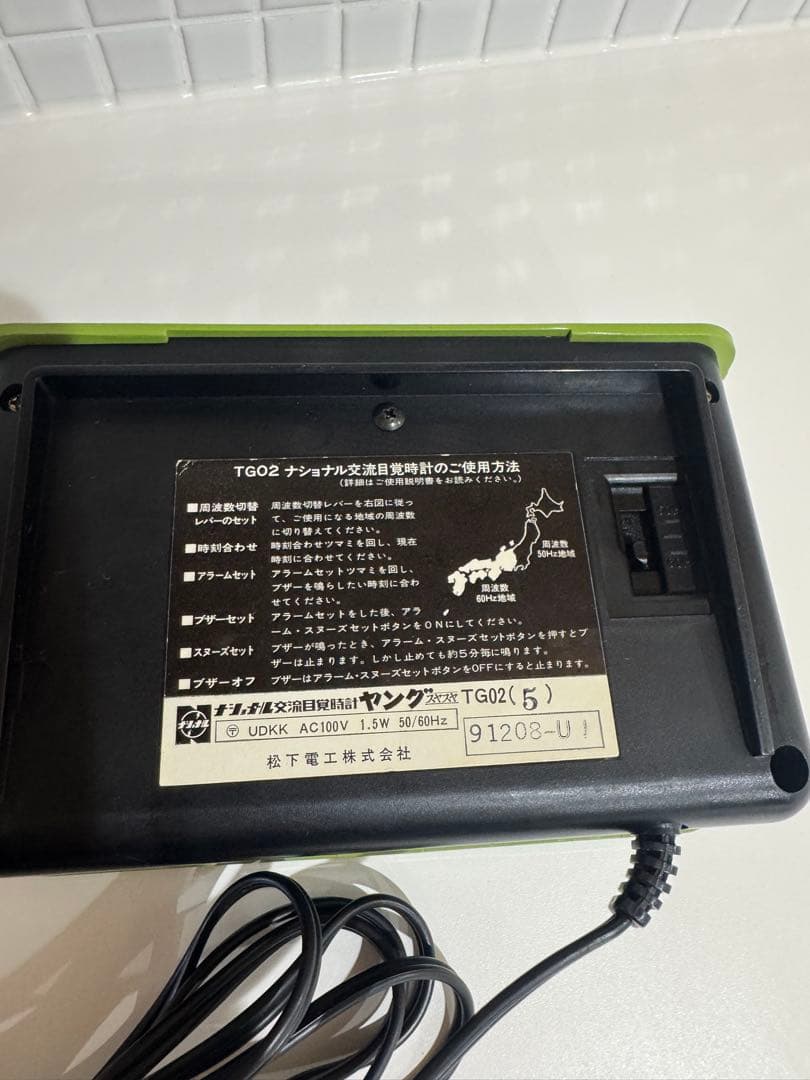 TG02 ナショナル交流目覚時計のご使用方法
(詳細はご使用説明書をお読みください。)
■周波数切替レバーのセット 周波数切替レバーを右図に従っ
て、ご使用になる地域の周波数
に切り替えてください。
■時刻合わせ 時刻合わせツマミを回し、現在
時刻に合わせてください。
■アラームセット アラームセットツマミを回し、
ブザーを鳴らしたい時刻に合わ
せてください。
■ブザーセット アラームセットをした後、アラ
ーム・スヌーズセットボタンをONにしてください。
■スヌーズセット ブザーが鳴ったとき、アラーム・スヌーズセットボタンを押すとブ
ザーは止まります。しかし止めても約5分毎に鳴ります。
■ブザーオフ ブザーはアラーム・スヌーズセットボタンをOFFにすると止まります。
周波数
50Hz地域
周波数
60Hz地域
ナショナル ナショナル交流目覚時計 ヤングスヤスヤ TG02(5)
〒 UDKK AC100V 1.5W 50/60Hz
91208-U
松下電工株式会社